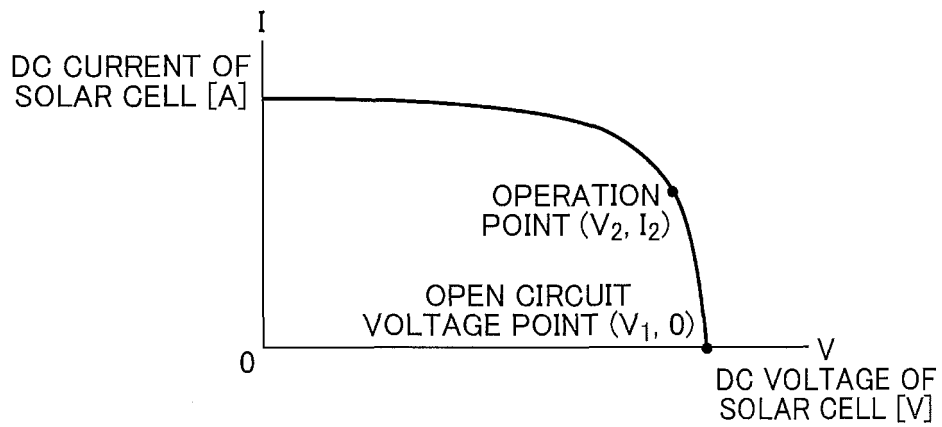 I
DC CURRENT OF
SOLAR CELL [A]
OPERATION
POINT (V2, I2)
OPEN CIRCUIT
VOLTAGE POINT (V1, 0)
0
V
DC VOLTAGE OF
SOLAR CELL [V]